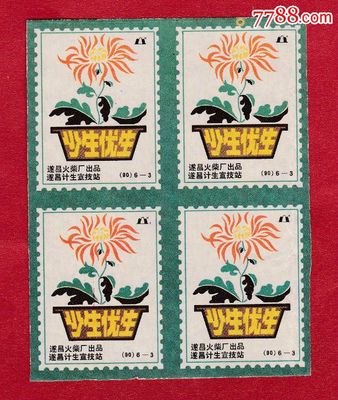 7788.com
少生优生
遂昌火柴厂出品
遂昌计生宣技站
(90) 6-3
少生优生
遂昌火柴厂出品
遂昌计生宣技站
(90) 6-3
少生优生
遂昌火柴厂出品
遂昌计生宣技站
(90) 6-3
少生优生
遂昌火柴厂出品
遂昌计生宣技站
(90) 6-3